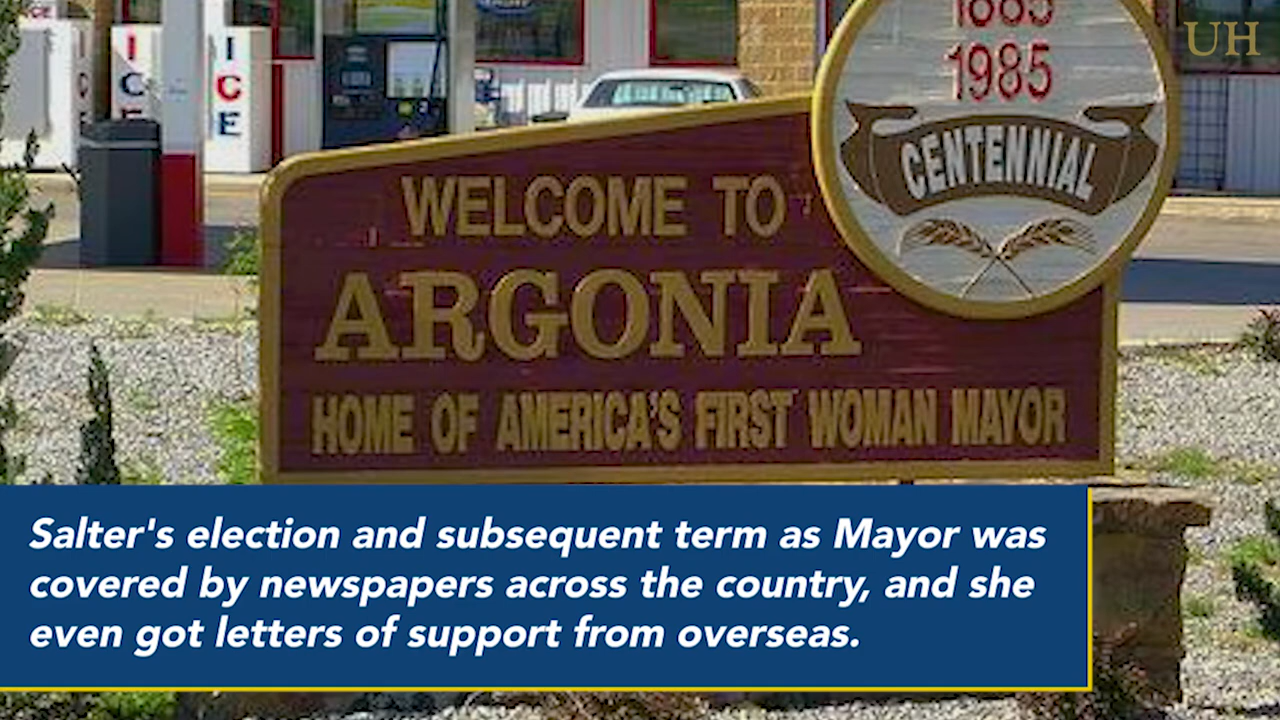 UH
1885
1985
CENTENNIAL
ICE
ICE
WELCOME TO
ARGONIA
HOME OF AMERICA'S FIRST WOMAN MAYOR
Salter's election and subsequent term as Mayor was
covered by newspapers across the country, and she
even got letters of support from overseas.